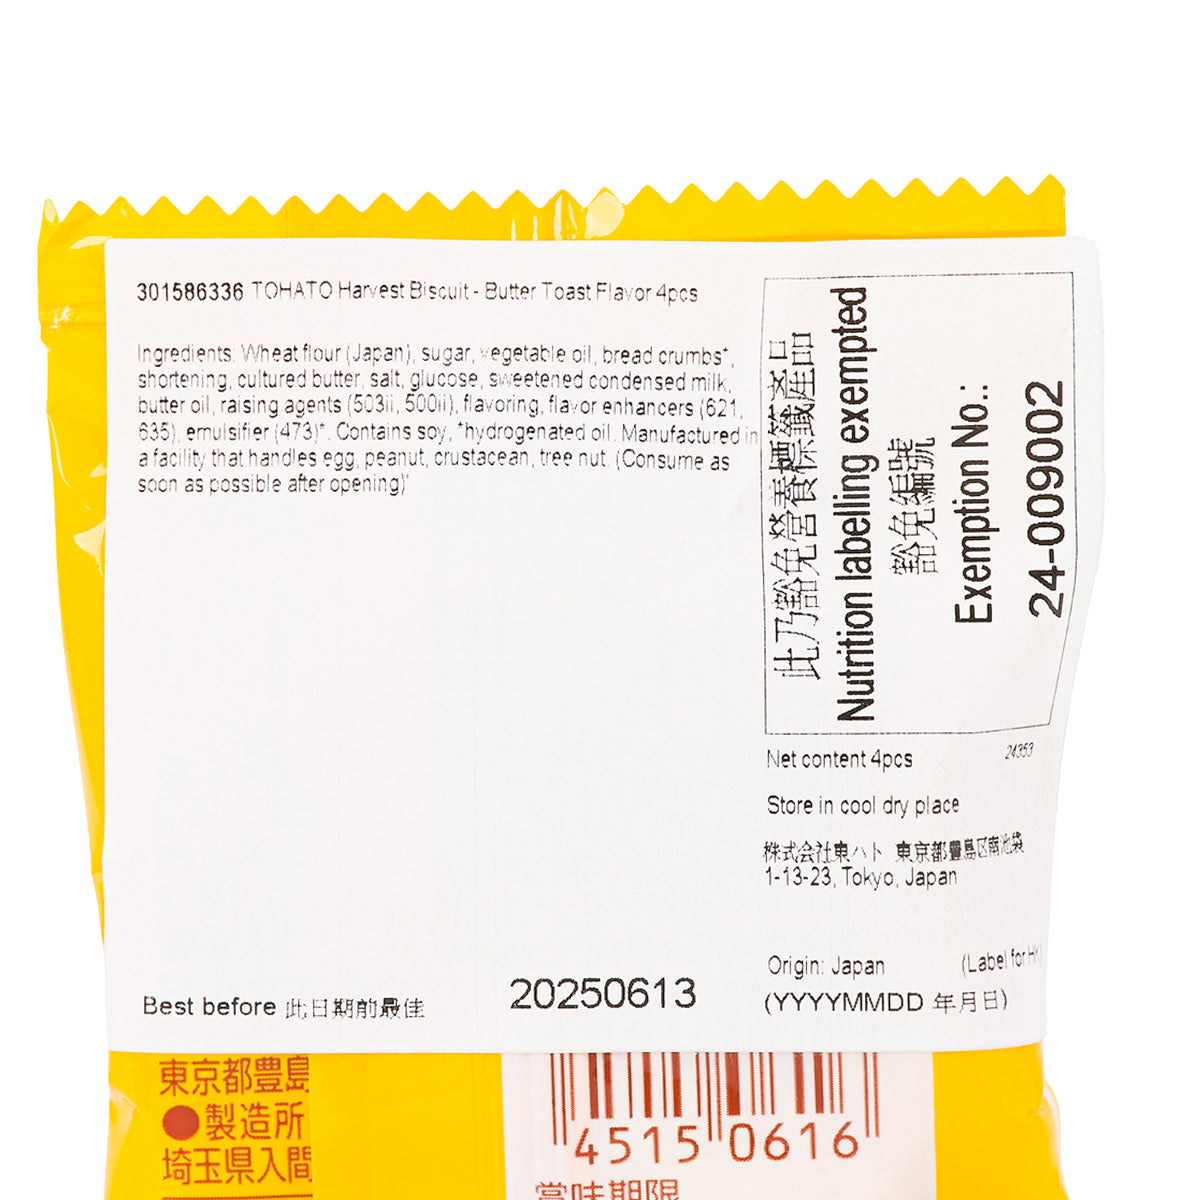 301586336 TOHATO Harvest Biscuit - Butter Toast Flavor 4pcs
Ingredients: Wheat flour (Japan), sugar, vegetable oil, bread crumbs*,
shortening, cultured butter, salt, glucose, sweetened condensed milk,
butter oil, raising agents (503ii, 500ii), flavoring, flavor enhancers (621,
635), emulsifier (473)*. Contains soy, *hydrogenated oil. Manufactured in
a facility that handles egg, peanut, crustacean, tree nut. (Consume as
soon as possible after opening)'
此乃豁免營養標籤產品
Nutrition labelling exempted
豁免編號
Exemption No.:
24-009002
Net content 4pcs
24353
Store in cool dry place
株式会社東ハト 東京都豊島区南池袋
1-13-23, Tokyo, Japan
Origin: Japan (Label for HK
Best before 此日期前最佳 20250613 (YYYYMMDD 年月日)
東京都豊島
●製造所
埼玉県入間
4515 0616
賞味期限